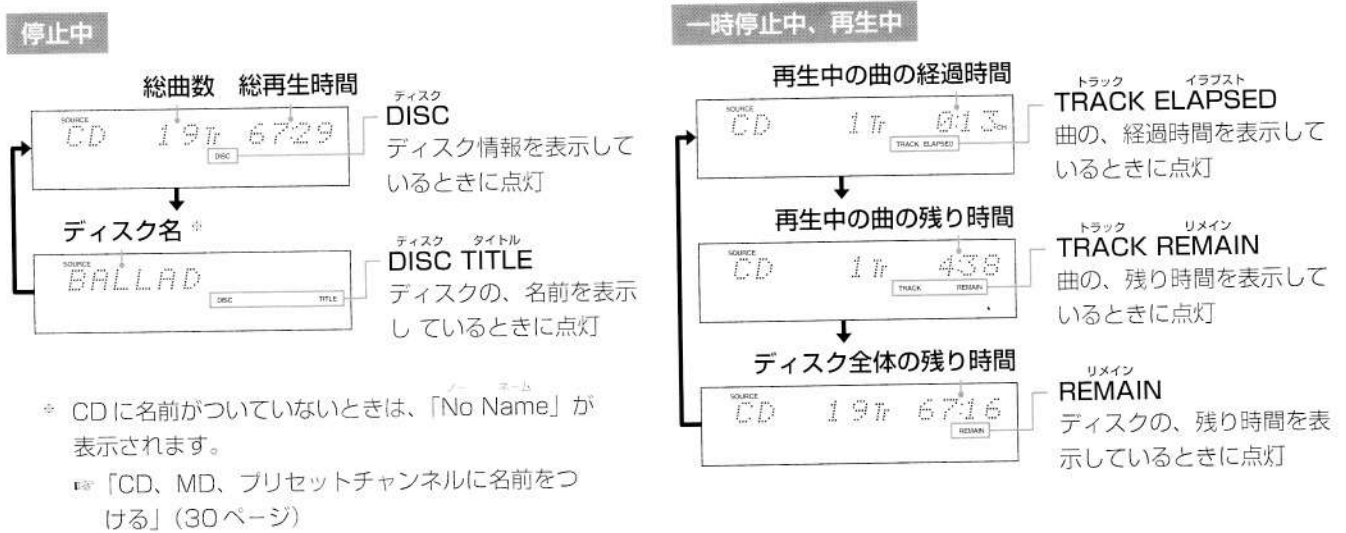 停止中
総曲数 総再生時間
SOURCE
CD 19Tr 67:29
DISC
ディスク
DISC
ディスク情報を表示して
いるときに点灯
ディスク名※
SOURCE
BALLAD
DISC TITLE
ディスク タイトル
DISC TITLE
ディスクの、名前を表示
し ているときに点灯
ノー ネーム
※ CDに名前がついていないときは、「No Name」が
表示されます。
☞「CD、MD、プリセットチャンネルに名前をつ
ける」（30ページ）
一時停止中、再生中
再生中の曲の経過時間
SOURCE
CD 1Tr 0:13 CH
TRACK ELAPSED
トラック イラプスト
TRACK ELAPSED
曲の、経過時間を表示して
いるときに点灯
再生中の曲の残り時間
SOURCE
CD 1Tr 4:38
TRACK REMAIN
トラック リメイン
TRACK REMAIN
曲の、残り時間を表示して
いるときに点灯
ディスク全体の残り時間
SOURCE
CD 19Tr 67:16
REMAIN
リメイン
REMAIN
ディスクの、残り時間を表
示しているときに点灯